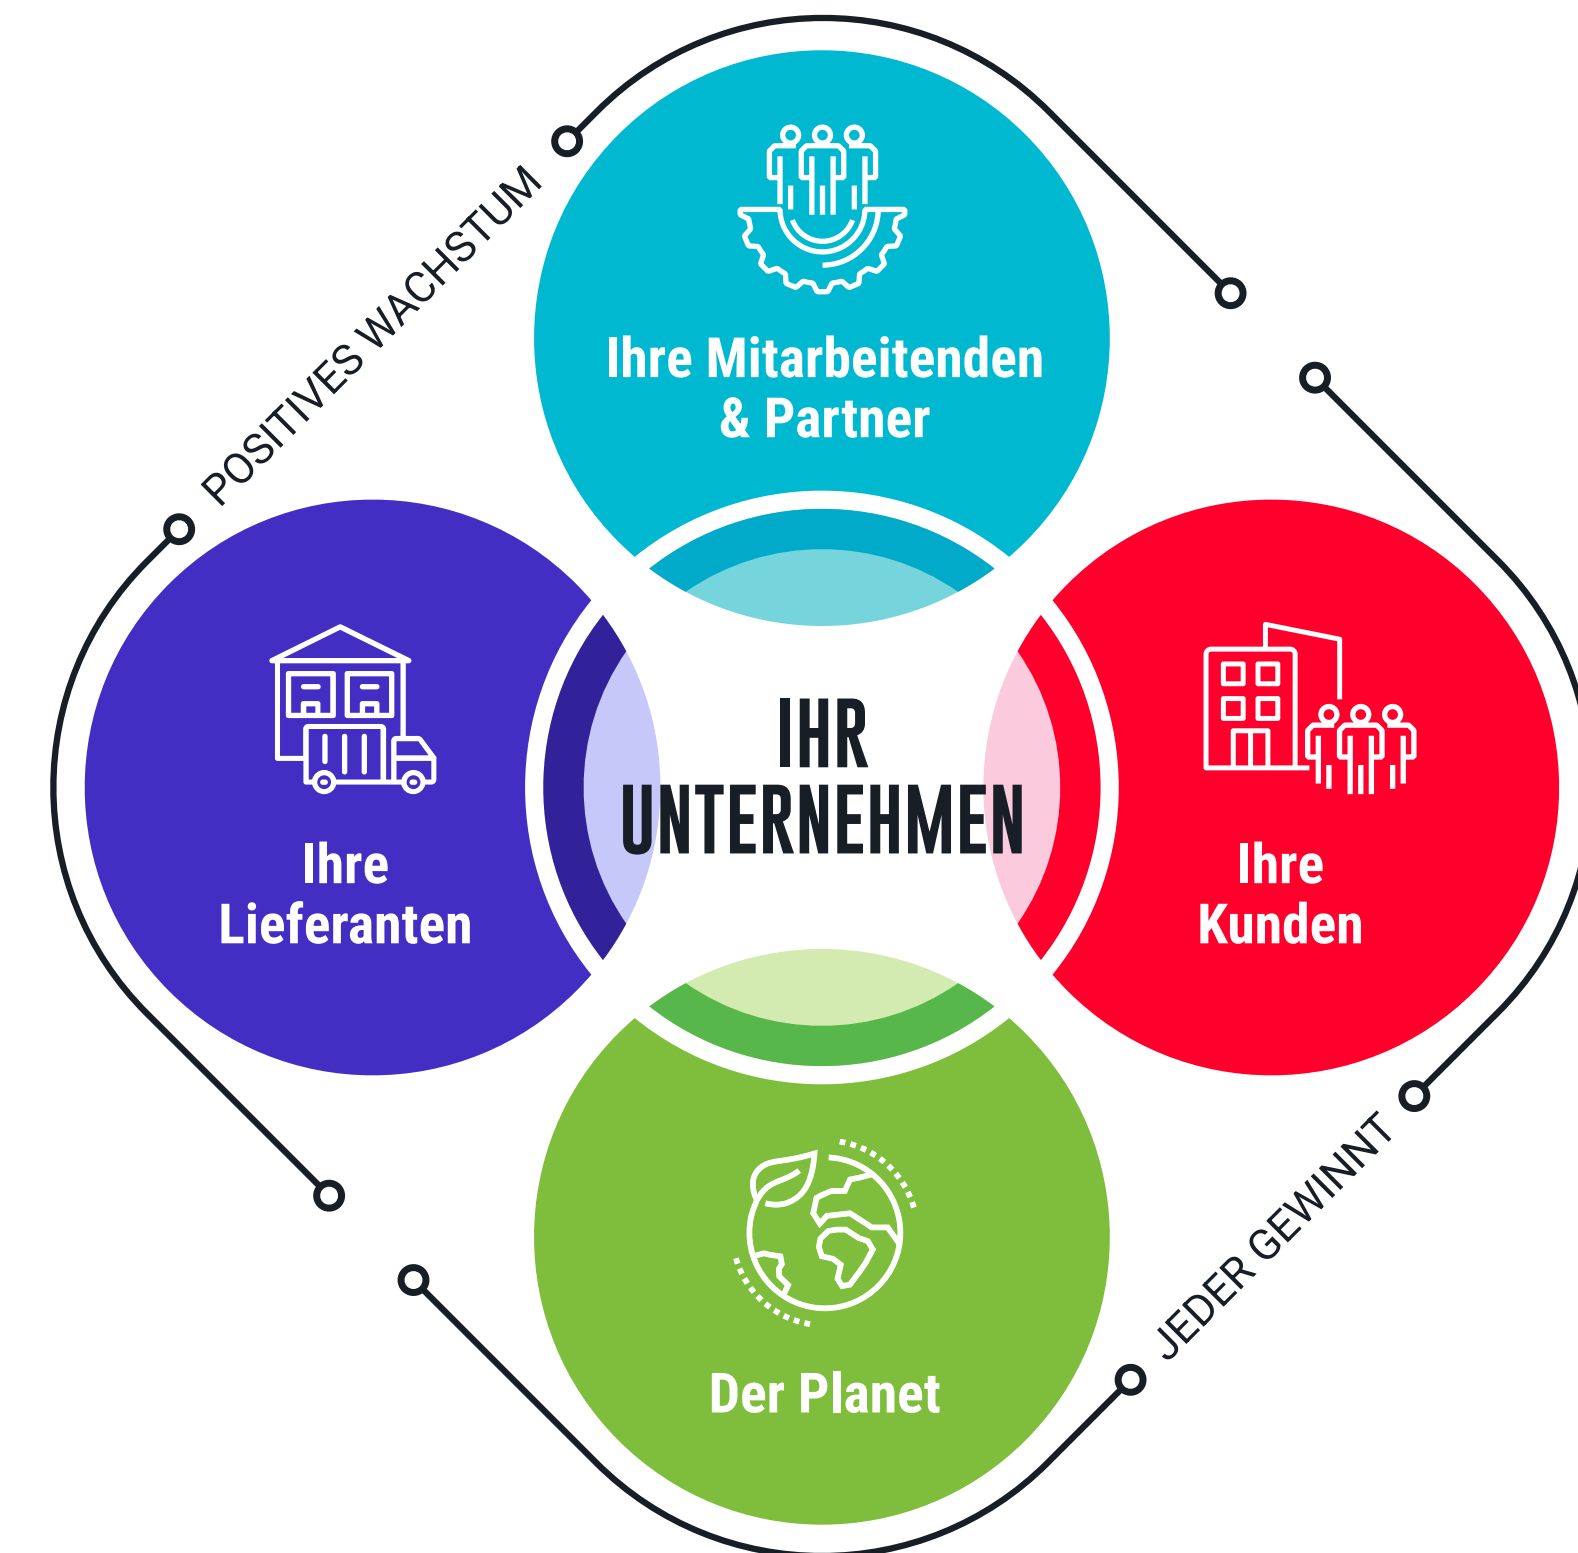 POSITIVES WACHSTUM
Ihre Mitarbeitenden
& Partner
Ihre
Lieferanten
IHR
UNTERNEHMEN
Ihre
Kunden
Der Planet
JEDER GEWINNT